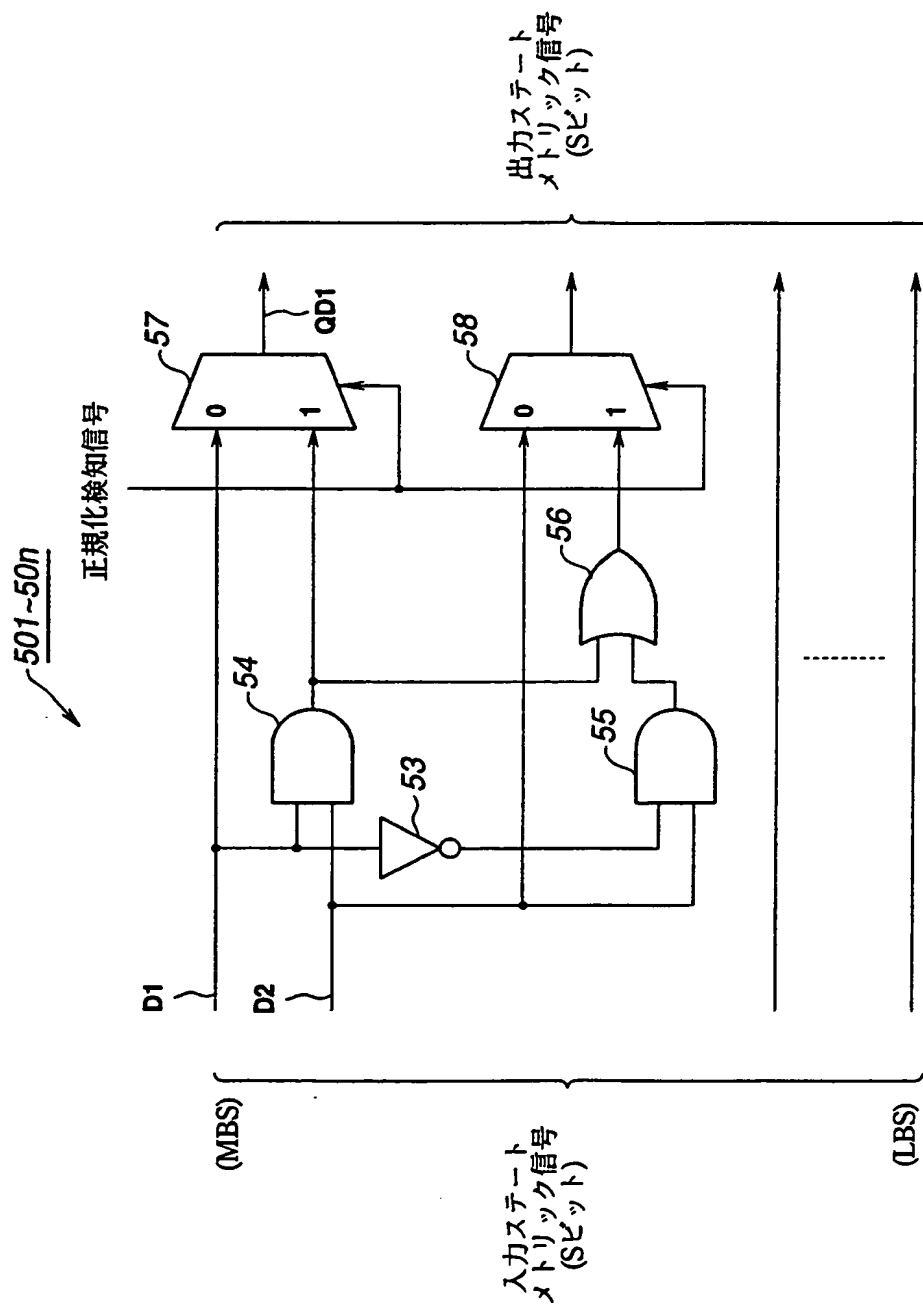 501~50n
正規化検知信号
入力ステート
メトリック信号
(Sビット)
(MBS)
(LBS)
D1
D2
53
54
55
56
57
0
1
QD1
58
0
1
出力ステート
メトリック信号
(Sビット)